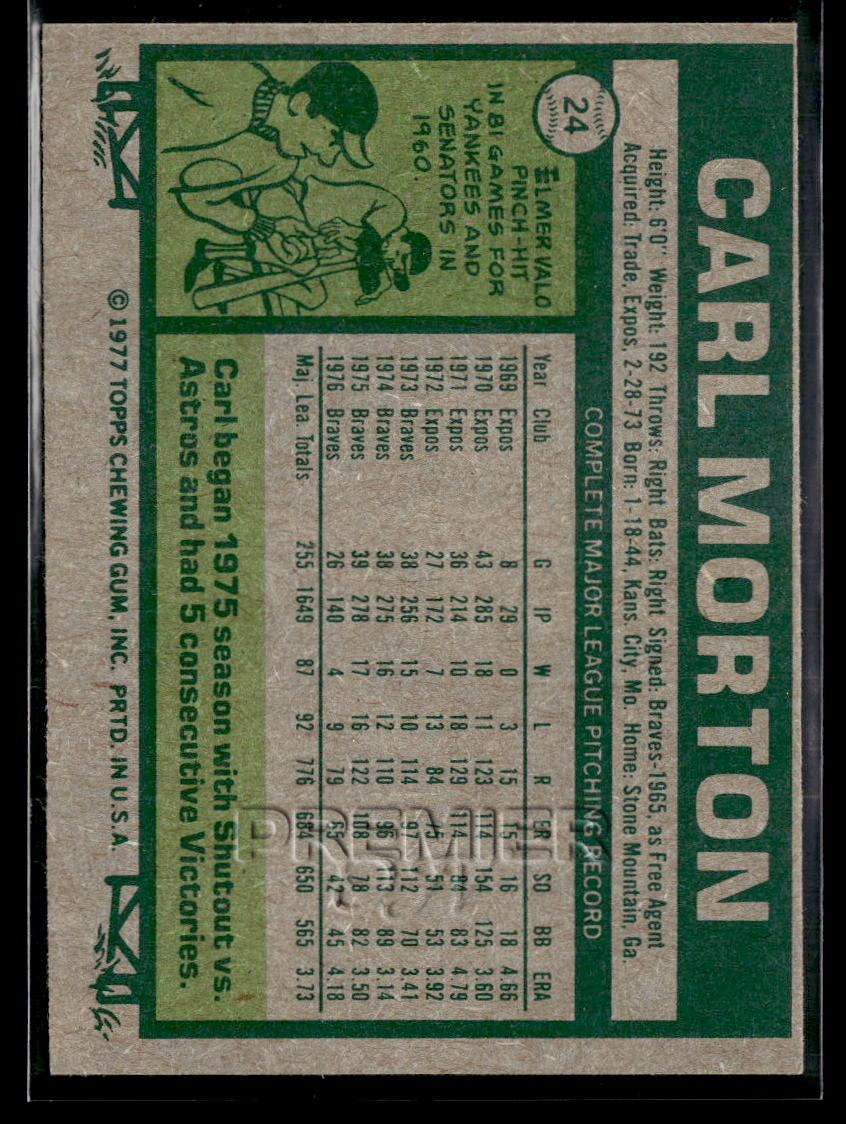 24
CARL MORTON
Height: 6'0" Weight: 192 Throws: Right Bats: Right Signed: Braves-1965, as Free Agent
Acquired: Trade, Expos, 2-28-73 Born: 1-18-44, Kans. City, Mo. Home: Stone Mountain, Ga.
COMPLETE MAJOR LEAGUE PITCHING RECORD
ELMER VALO
PINCH-HIT
IN 81 GAMES FOR
YANKEES AND
SENATORS IN
1960.
Year Club G IP W L R ER SO BB ERA
1969 Expos 8 29 0 3 15 15 16 18 4.66
1970 Expos 43 285 18 11 123 114 154 125 3.60
1971 Expos 36 214 10 18 129 114 84 83 4.79
1972 Expos 27 172 7 13 84 75 51 53 3.92
1973 Braves 38 256 15 10 114 97 112 70 3.41
1974 Braves 38 275 16 12 110 96 113 89 3.14
1975 Braves 39 278 17 16 122 108 78 82 3.50
1976 Braves 26 140 4 9 79 65 42 45 4.18
Maj. Lea. Totals 255 1649 87 92 776 684 650 565 3.73
Carl began 1975 season with Shutout vs.
Astros and had 5 consecutive Victories.
© 1977 TOPPS CHEWING GUM, INC. PRTD. IN U.S.A.
PREMIER